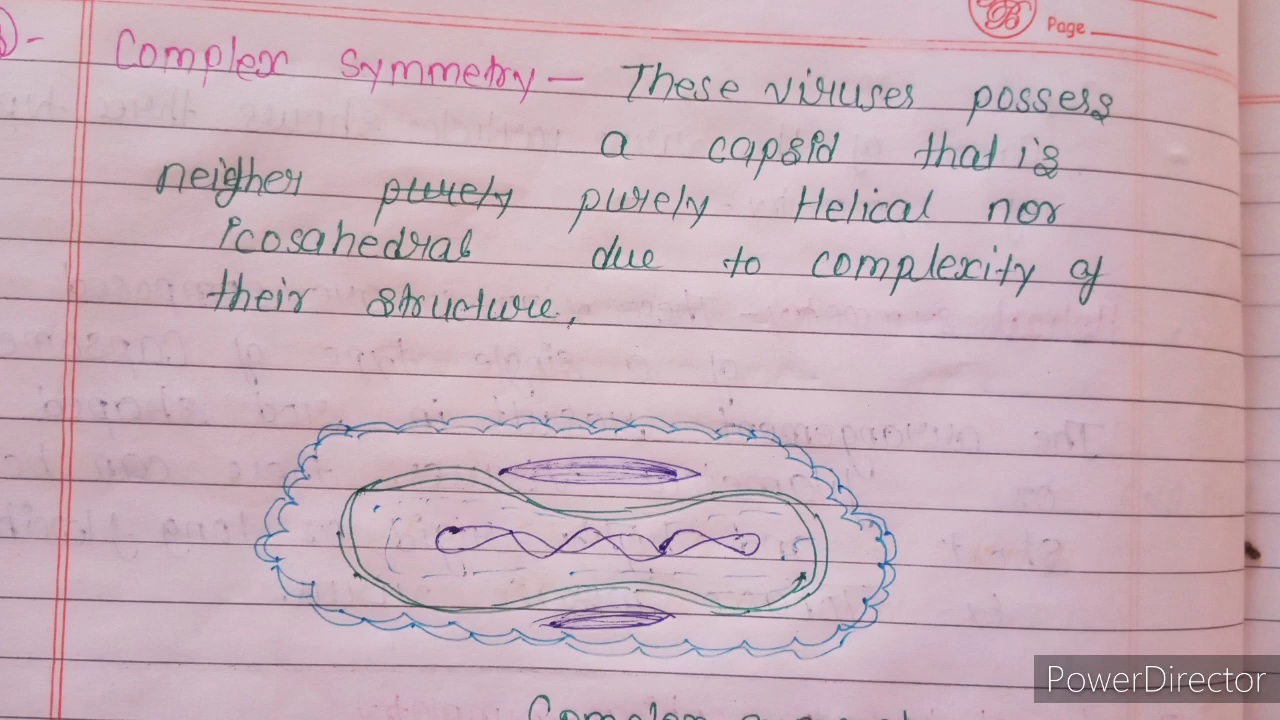 Page
Complex Symmetry - These viruses possess
a capsid that is
neigher purely purely Helical nor
icosahedral due to complexity of
their structure.
PowerDirector